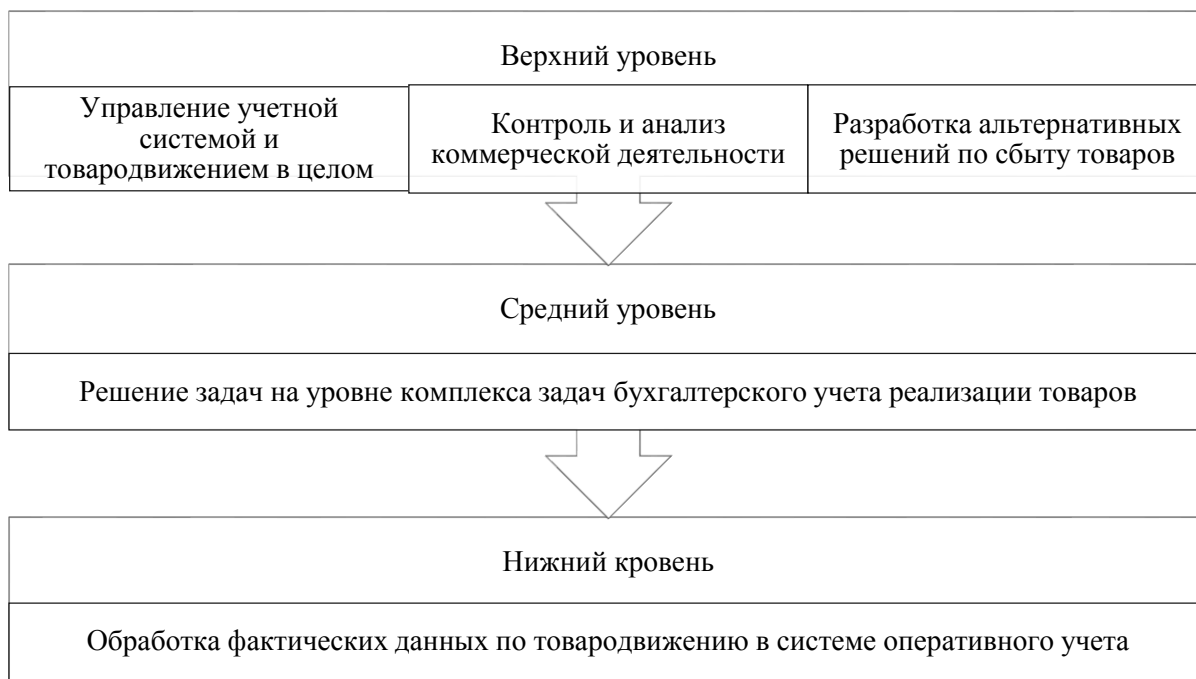 Верхний уровень
Управление учетной
системой и
товародвижением в целом
Контроль и анализ
коммерческой деятельности
Разработка альтернативных
решений по сбыту товаров
Средний уровень
Решение задач на уровне комплекса задач бухгалтерского учета реализации товаров
Нижний кровень
Обработка фактических данных по товародвижению в системе оперативного учета